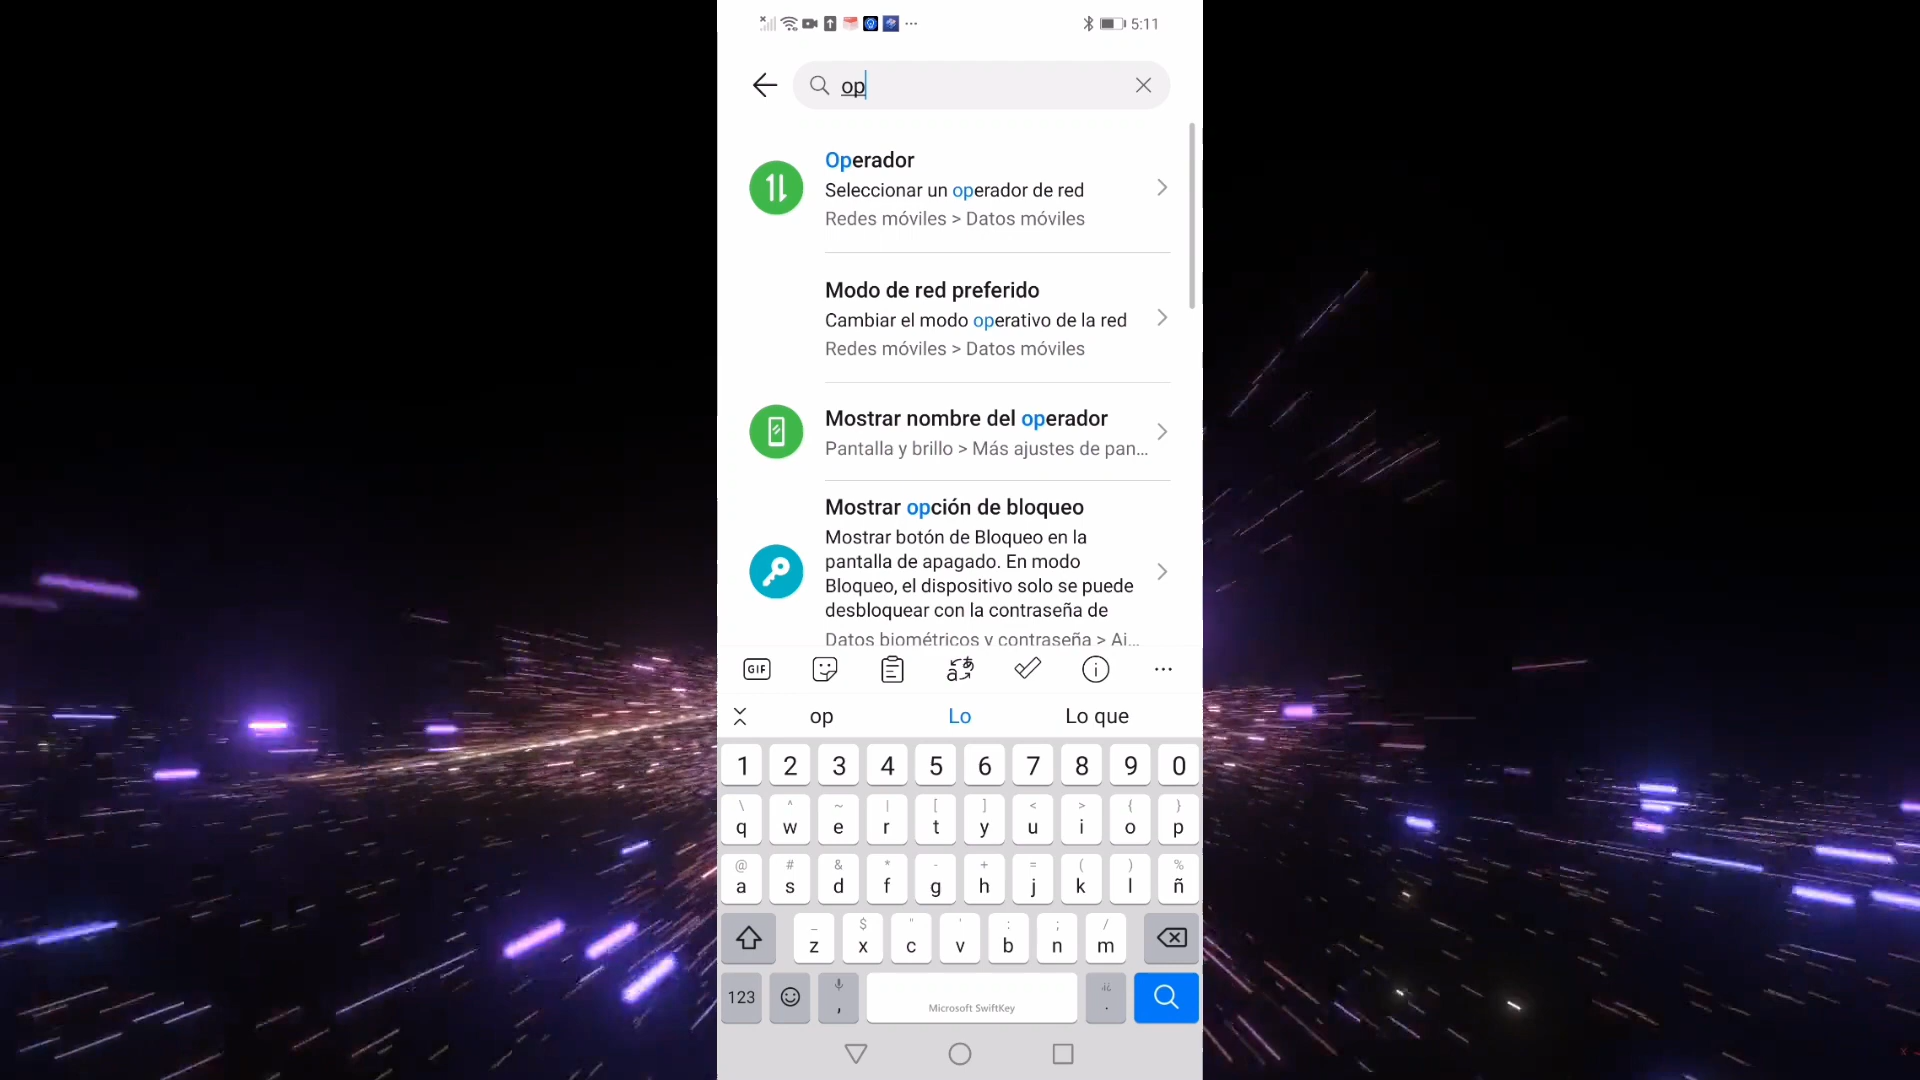 5:11
op
Operador
Seleccionar un operador de red
Redes móviles > Datos móviles
Modo de red preferido
Cambiar el modo operativo de la red
Redes móviles > Datos móviles
Mostrar nombre del operador
Pantalla y brillo > Más ajustes de pan...
Mostrar opción de bloqueo
Mostrar botón de Bloqueo en la
pantalla de apagado. En modo
Bloqueo, el dispositivo solo se puede
desbloquear con la contraseña de
Datos biométricos y contraseña > Aj...
GIF
op Lo Lo que
1 2 3 4 5 6 7 8 9 0
\ ^ ~ | [ ] < > { }
q w e r t y u i o p
@ # & * - + = ( ) %
a s d f g h j k l ñ
_ $ " ' : ; /
z x c v b n m
123 , Microsoft SwiftKey .